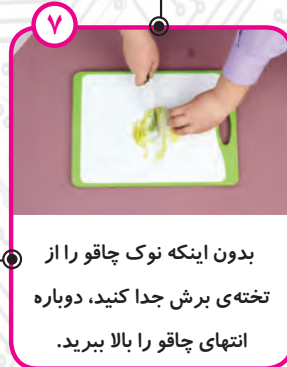 ۷
بدون اینکه نوک چاقو را از
تخته‌ی برش جدا کنید، دوباره
انتهای چاقو را بالا ببرید.